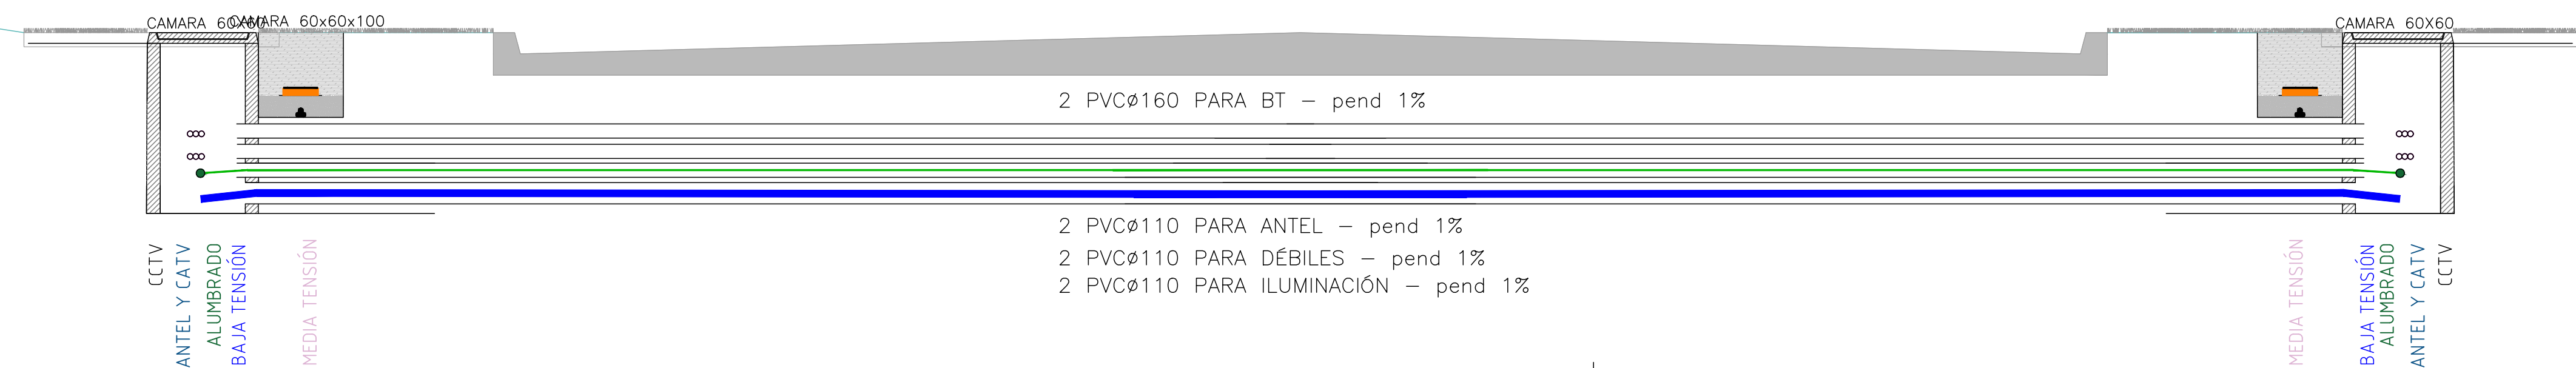 CAMARA 60X60
CAMARA 60x60x100
CAMARA 60X60
2 PVCø160 PARA BT – pend 1%
2 PVCø110 PARA ANTEL – pend 1%
2 PVCø110 PARA DÉBILES – pend 1%
2 PVCø110 PARA ILUMINACIÓN – pend 1%
CCTV
ANTEL Y CATV
ALUMBRADO
BAJA TENSIÓN
MEDIA TENSIÓN
MEDIA TENSIÓN
BAJA TENSIÓN
ALUMBRADO
ANTEL Y CATV
CCTV